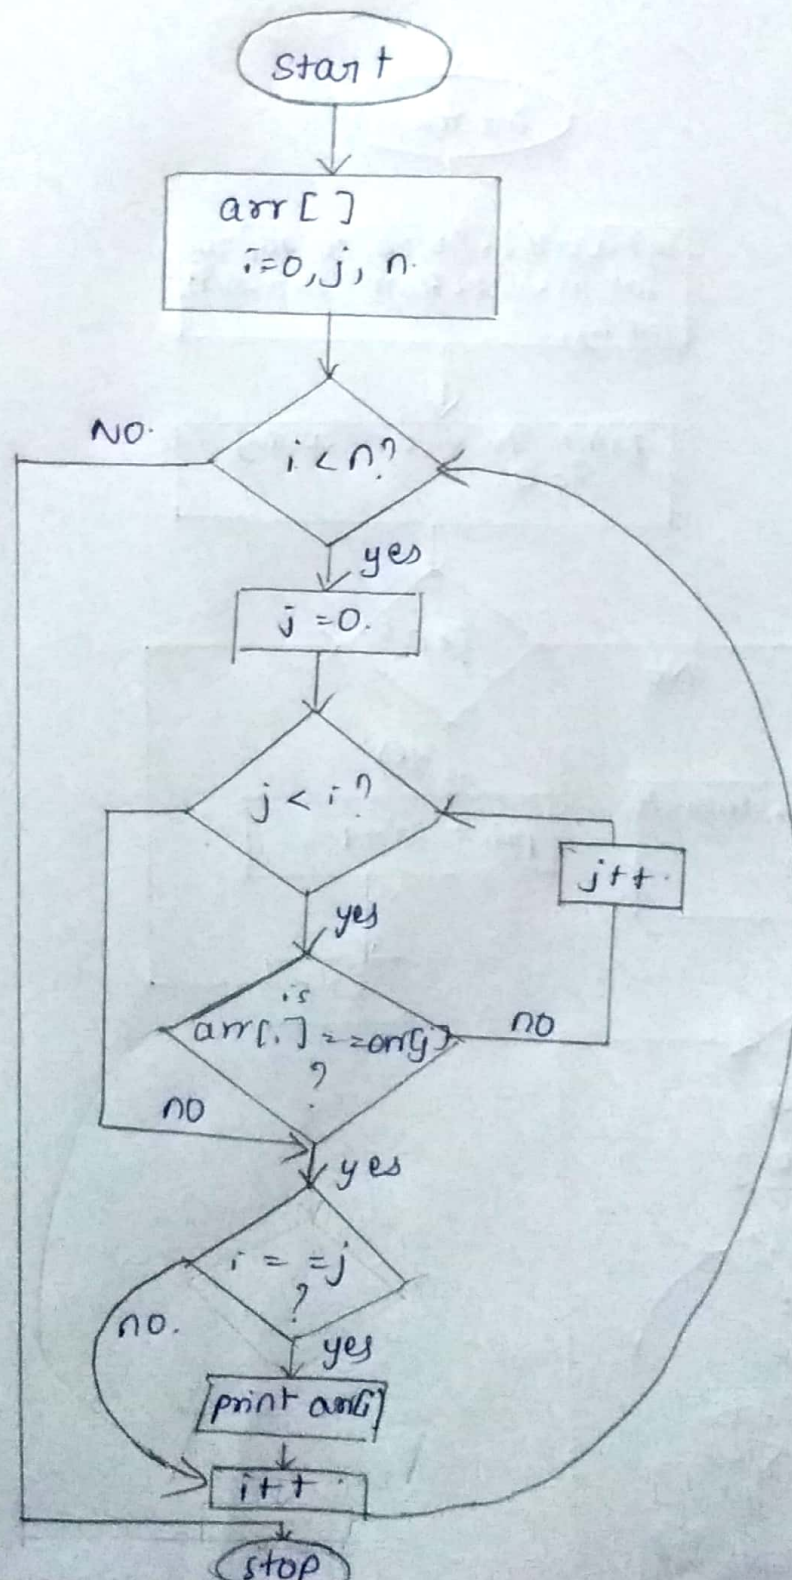 start
arr[ ]
i=0, j, n.
NO.
i < n?
yes
j =0.
j < i ?
j++.
yes
is
arr[i] = =arr[j]
?
no
no
yes
i = =j
?
no.
yes
print arr[i]
i++
stop